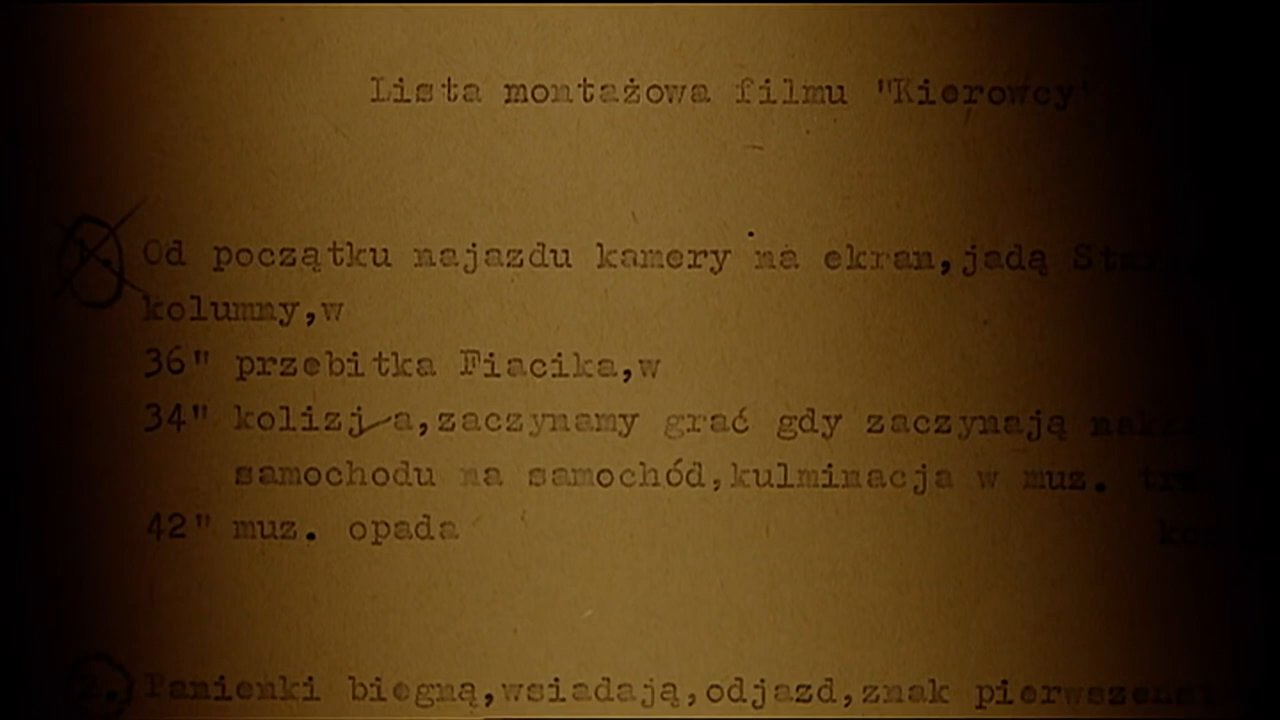 Lista montażowa filmu "Kierowcy"
1. Od początku najazdu kamery na ekran,jadą
kolumny,w
36" przebitka Fiacika,w
34" kolizja,zaczynamy grać gdy zaczynają
samochodu na samochód,kulminacja w muz.
42" muz. opada
2. Panienki biegną,wsiadają,odjazd,znak